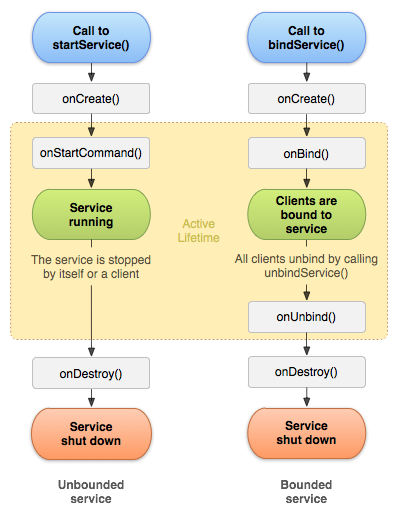 Call to
startService()
onCreate()
onStartCommand()
Service
running
The service is stopped
by itself or a client
onDestroy()
Service
shut down
Unbounded
service
Active
Lifetime
Call to
bindService()
onCreate()
onBind()
Clients are
bound to
service
All clients unbind by calling
unbindService()
onUnbind()
onDestroy()
Service
shut down
Bounded
service